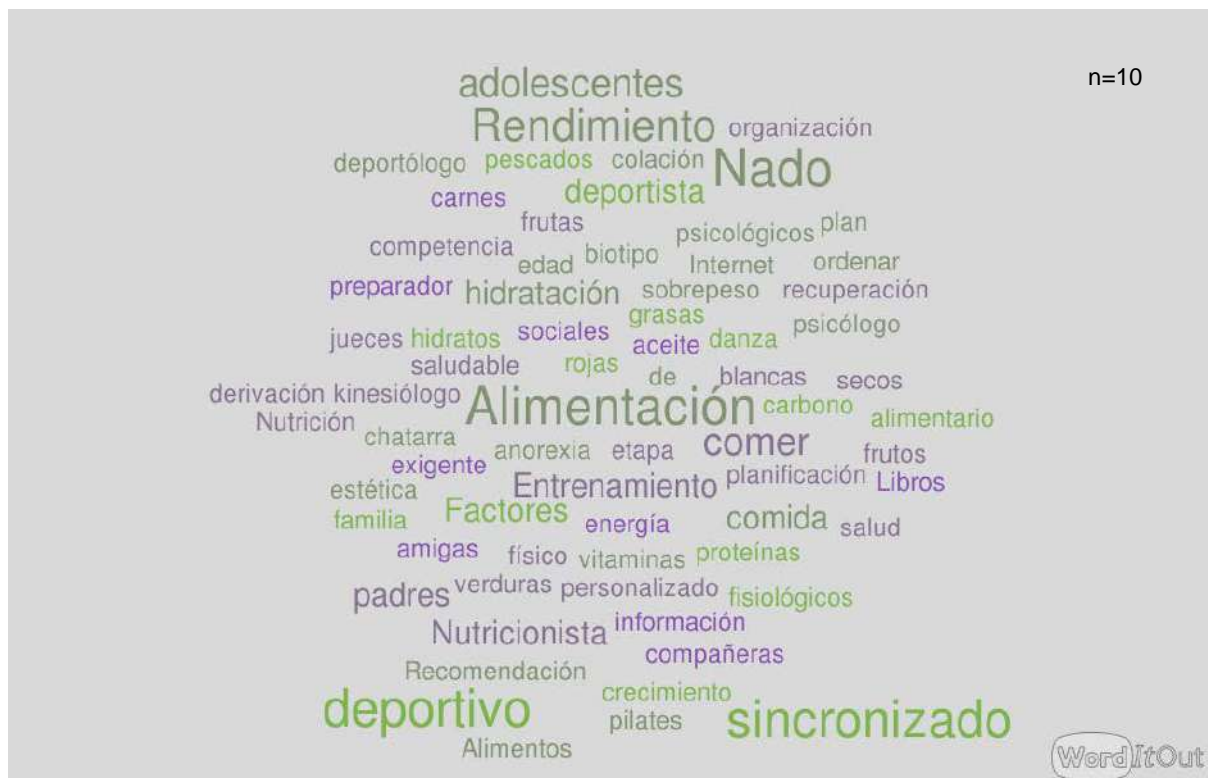 adolescentes
n=10
Rendimiento organización
deportólogo pescados colación Nado
carnes deportista
frutas psicológicos plan
competencia edad biotipo Internet ordenar
preparador hidratación sobrepeso recuperación
grasas
jueces hidratos sociales aceite danza psicólogo
saludable rojas de blancas secos
derivación kinesiólogo Alimentación carbono alimentario
Nutrición
chatarra anorexia etapa comer frutos
exigente Entrenamiento planificación Libros
estética
familia Factores energía comida salud
amigas físico vitaminas proteínas
padres verduras personalizado fisiológicos
Nutricionista información
compañeras
Recomendación
deportivo crecimiento sincronizado
pilates
Alimentos
WordItOut